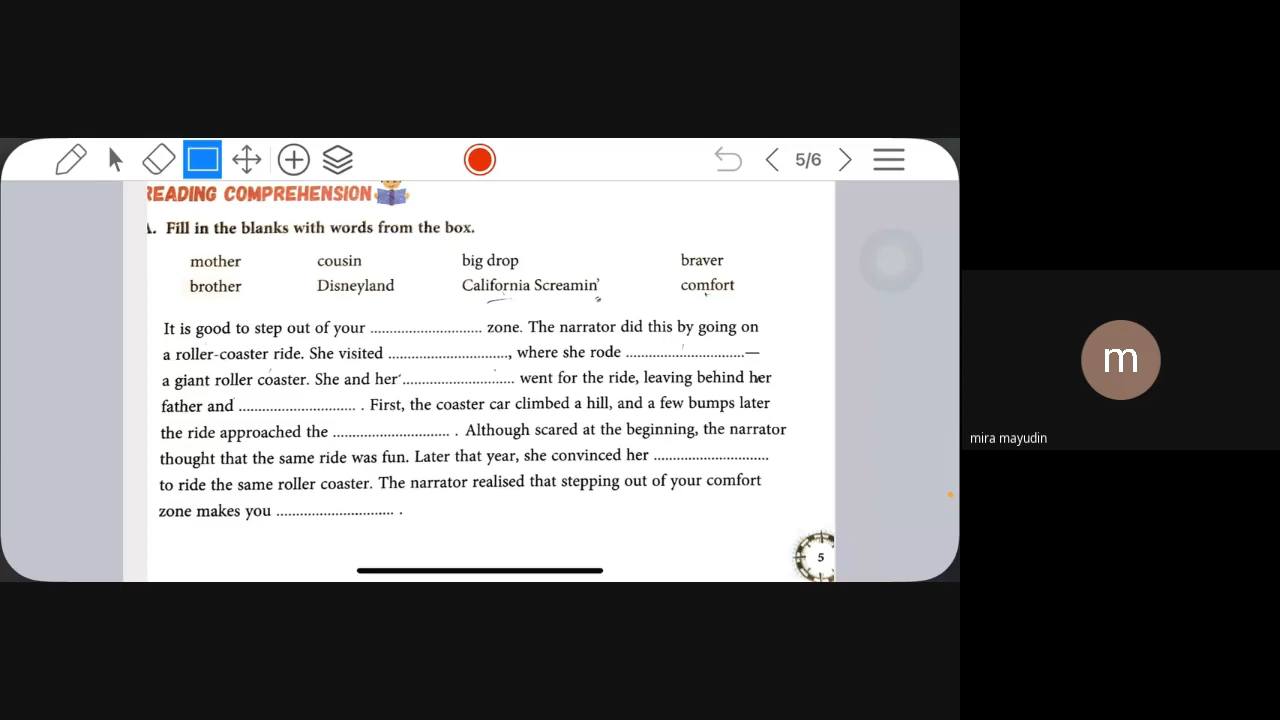 5/6
READING COMPREHENSION
A. Fill in the blanks with words from the box.
mother cousin big drop braver
brother Disneyland California Screamin' comfort
It is good to step out of your ............................ zone. The narrator did this by going on
a roller-coaster ride. She visited .............................., where she rode ..............................—
a giant roller coaster. She and her ............................ went for the ride, leaving behind her
father and ............................. . First, the coaster car climbed a hill, and a few bumps later
the ride approached the ............................. . Although scared at the beginning, the narrator
thought that the same ride was fun. Later that year, she convinced her .............................
to ride the same roller coaster. The narrator realised that stepping out of your comfort
zone makes you ............................. .
5
m
mira mayudin